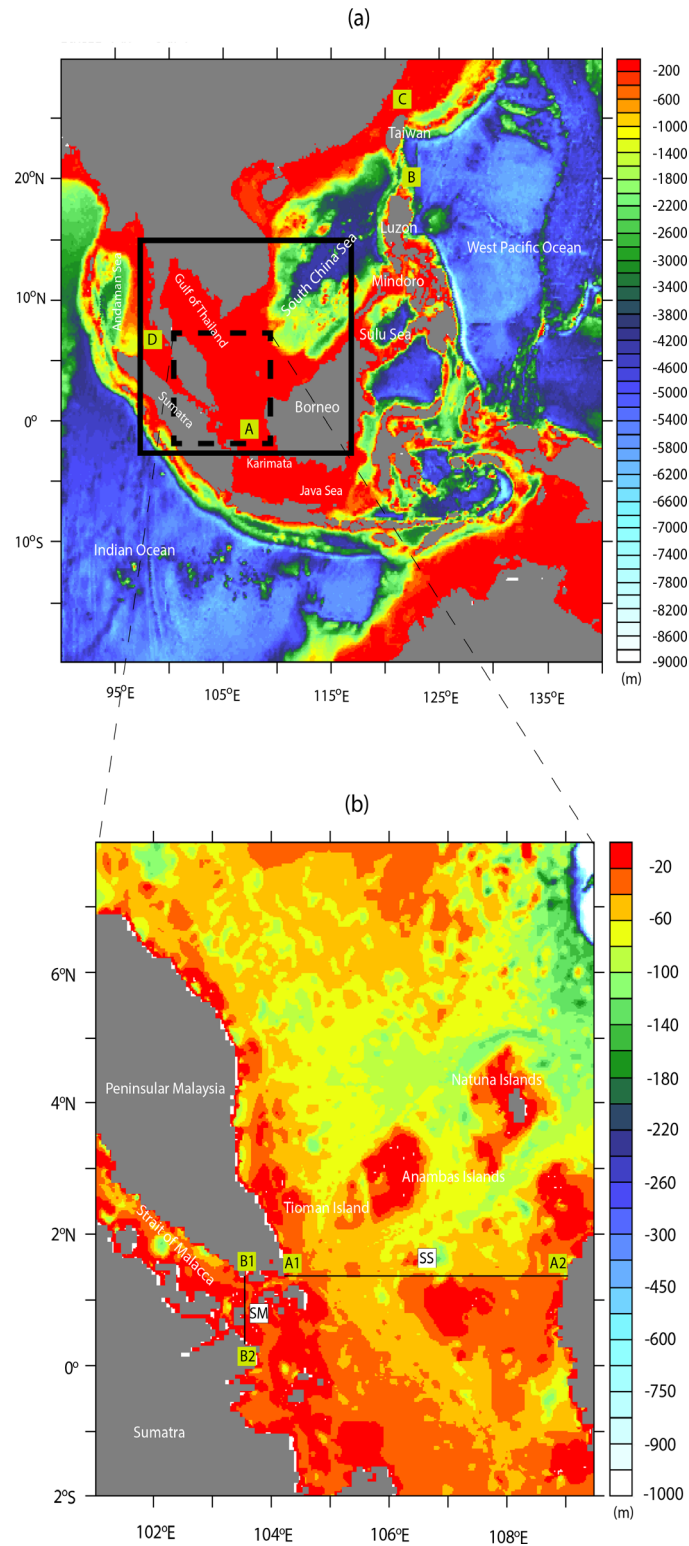 (a)
C
Taiwan
20°N
B
Luzon
South China Sea
West Pacific Ocean
Andaman Sea
Gulf of Thailand
Mindoro
10°N
D
Sulu Sea
Sumatra
Borneo
0°
A
Karimata
Java Sea
10°S
Indian Ocean
95°E
105°E
115°E
125°E
135°E
-200
-600
-1000
-1400
-1800
-2200
-2600
-3000
-3400
-3800
-4200
-4600
-5000
-5400
-5800
-6200
-6600
-7000
-7400
-7800
-8200
-8600
-9000
(m)
(b)
6°N
Peninsular Malaysia
Natuna Islands
4°N
Anambas Islands
Tioman Island
2°N
Strait of Malacca
B1
A1
SS
A2
SM
B2
0°
Sumatra
2°S
102°E
104°E
106°E
108°E
-20
-60
-100
-140
-180
-220
-260
-300
-450
-600
-750
-900
-1000
(m)